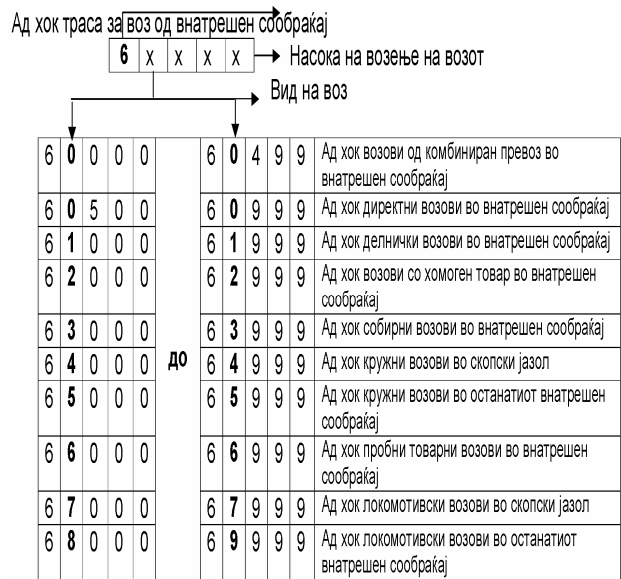 Ад хок траса за воз од внатрешен сообраќај
6 x x x x Насока на возење на возот
Вид на воз
6 0 0 0 0 6 0 4 9 9 Ад хок возови од комбиниран превоз во
внатрешен сообраќај
6 0 5 0 0 6 0 9 9 9 Ад хок директни возови во внатрешен сообраќај
6 1 0 0 0 6 1 9 9 9 Ад хок делнички возови во внатрешен сообраќај
6 2 0 0 0 6 2 9 9 9 Ад хок возови со хомоген товар во внатрешен
сообраќај
6 3 0 0 0 6 3 9 9 9 Ад хок собирни возови во внатрешен сообраќај
6 4 0 0 0 до 6 4 9 9 9 Ад хок кружни возови во скопски јазол
6 5 0 0 0 6 5 9 9 9 Ад хок кружни возови во останатиот внатрешен
сообраќај
6 6 0 0 0 6 6 9 9 9 Ад хок пробни товарни возови во внатрешен
сообраќај
6 7 0 0 0 6 7 9 9 9 Ад хок локомотивски возови во скопски јазол
6 8 0 0 0 6 9 9 9 9 Ад хок локомотивски возови во останатиот
внатрешен сообраќај